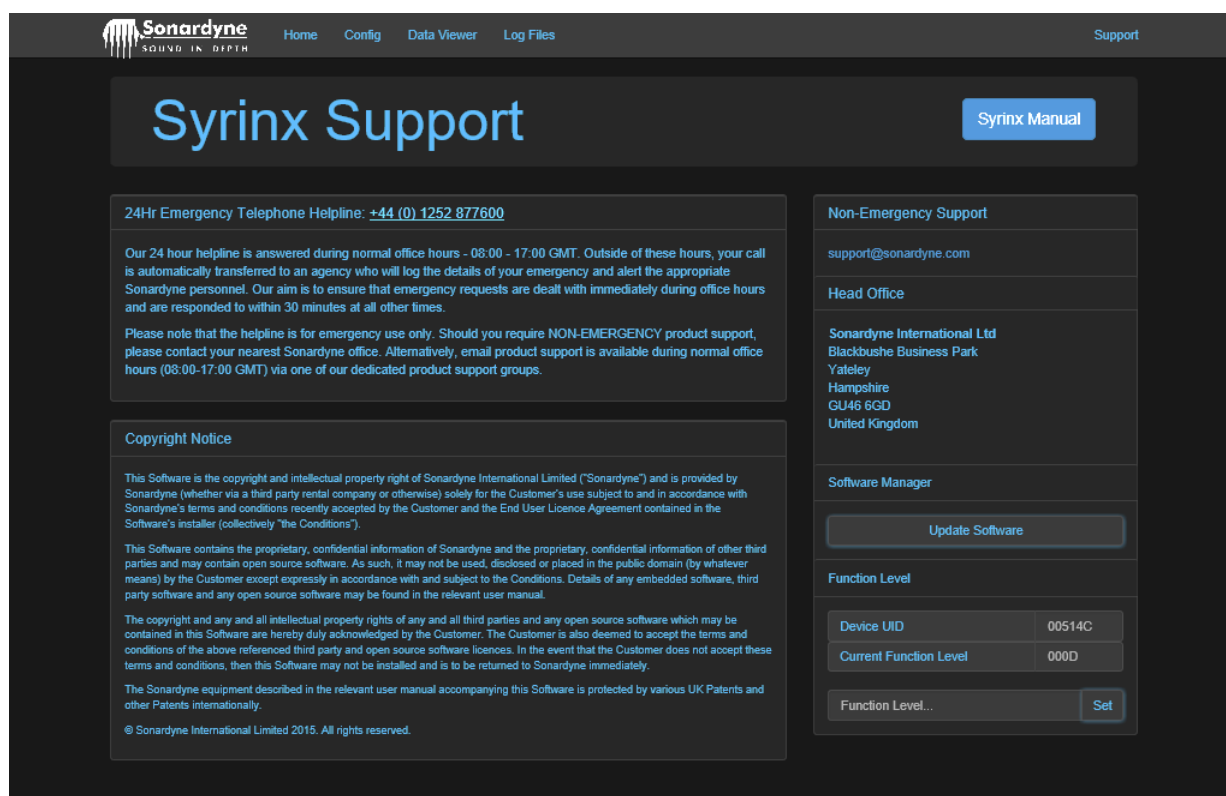 Sonardyne
SOUND IN DEPTH
Home Config Data Viewer Log Files Support
Syrinx Support
Syrinx Manual
24Hr Emergency Telephone Helpline: +44 (0) 1252 877600
Our 24 hour helpline is answered during normal office hours - 08:00 - 17:00 GMT. Outside of these hours, your call
is automatically transferred to an agency who will log the details of your emergency and alert the appropriate
Sonardyne personnel. Our aim is to ensure that emergency requests are dealt with immediately during office hours
and are responded to within 30 minutes at all other times.
Please note that the helpline is for emergency use only. Should you require NON-EMERGENCY product support,
please contact your nearest Sonardyne office. Alternatively, email product support is available during normal office
hours (08:00-17:00 GMT) via one of our dedicated product support groups.
Copyright Notice
This Software is the copyright and intellectual property right of Sonardyne International Limited ("Sonardyne") and is provided by
Sonardyne (whether via a third party rental company or otherwise) solely for the Customer's use subject to and in accordance with
Sonardyne's terms and conditions recently accepted by the Customer and the End User Licence Agreement contained in the
Software's installer (collectively "the Conditions").
This Software contains the proprietary, confidential information of Sonardyne and the proprietary, confidential information of other third
parties and may contain open source software. As such, it may not be used, disclosed or placed in the public domain (by whatever
means) by the Customer except expressly in accordance with and subject to the Conditions. Details of any embedded software, third
party software and any open source software may be found in the relevant user manual.
The copyright and any and all intellectual property rights of any and all third parties and any open source software which may be
contained in this Software are hereby duly acknowledged by the Customer. The Customer is also deemed to accept the terms and
conditions of the above referenced third party and open source software licences. In the event that the Customer does not accept these
terms and conditions, then this Software may not be installed and is to be returned to Sonardyne immediately.
The Sonardyne equipment described in the relevant user manual accompanying this Software is protected by various UK Patents and
other Patents internationally.
© Sonardyne International Limited 2015. All rights reserved.
Non-Emergency Support
support@sonardyne.com
Head Office
Sonardyne International Ltd
Blackbushe Business Park
Yateley
Hampshire
GU46 6GD
United Kingdom
Software Manager
Update Software
Function Level
Device UID 00514C
Current Function Level 000D
Function Level... Set